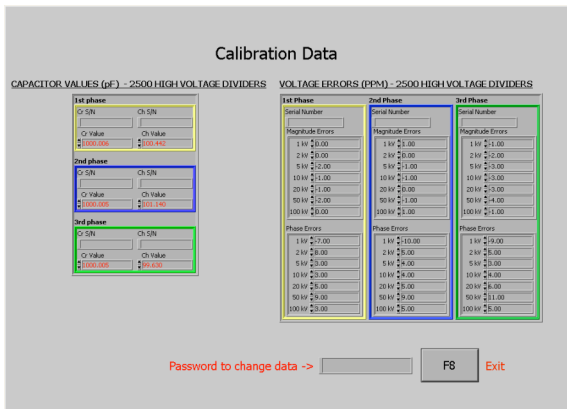 Calibration Data
CAPACITOR VALUES (pF) - 2500 HIGH VOLTAGE DIVIDERS
1st phase
Cr S/N Ch S/N
Cr Value Ch Value
1000.006 100.442
2nd phase
Cr S/N Ch S/N
Cr Value Ch Value
1000.005 101.140
3rd phase
Cr S/N Ch S/N
Cr Value Ch Value
1000.005 99.630
VOLTAGE ERRORS (PPM) - 2500 HIGH VOLTAGE DIVIDERS
1st Phase
Serial Number
Magnitude Errors
1 kV 0.00
2 kV 0.00
5 kV -2.00
10 kV -1.00
20 kV -1.00
50 kV -2.00
100 kV 0.00
Phase Errors
1 kV -7.00
2 kV 8.00
5 kV 3.00
10 kV 3.00
20 kV 5.00
50 kV 9.00
100 kV 3.00
2nd Phase
Serial Number
Magnitude Errors
1 kV 1.00
2 kV 0.00
5 kV -1.00
10 kV -1.00
20 kV 0.00
50 kV -1.00
100 kV 1.00
Phase Errors
1 kV -10.00
2 kV 5.00
5 kV 3.00
10 kV 4.00
20 kV 5.00
50 kV 9.00
100 kV 5.00
3rd Phase
Serial Number
Magnitude Errors
1 kV -1.00
2 kV -1.00
5 kV -3.00
10 kV -3.00
20 kV -3.00
50 kV -4.00
100 kV -1.00
Phase Errors
1 kV -9.00
2 kV 5.00
5 kV 3.00
10 kV 4.00
20 kV 6.00
50 kV 11.00
100 kV 5.00
Password to change data -> F8 Exit